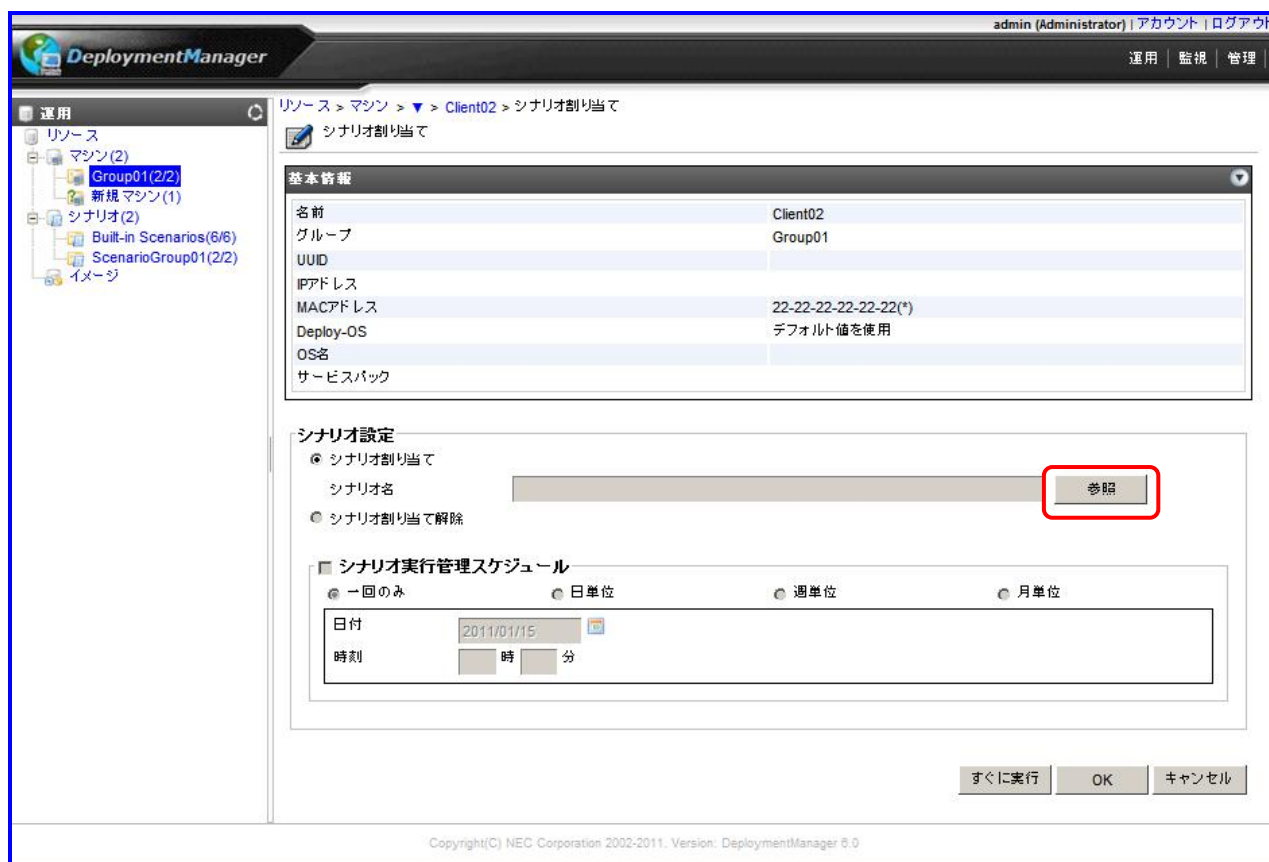 admin (Administrator) | アカウント | ログアウト
DeploymentManager
運用 | 監視 | 管理 |
運用
リソース
マシン(2)
Group01(2/2)
新規マシン(1)
シナリオ(2)
Built-in Scenarios(6/6)
ScenarioGroup01(2/2)
イメージ
リソース > マシン > ▼ > Client02 > シナリオ割り当て
シナリオ割り当て
基本情報
名前 Client02
グループ Group01
UUID
IPアドレス
MACアドレス 22-22-22-22-22-22(*)
Deploy-OS デフォルト値を使用
OS名
サービスパック
シナリオ設定
シナリオ割り当て
シナリオ名 参照
シナリオ割り当て解除
シナリオ実行管理スケジュール
一回のみ 日単位 週単位 月単位
日付 2011/01/15
時刻 時 分
すぐに実行 OK キャンセル
Copyright(C) NEC Corporation 2002-2011. Version: DeploymentManager 6.0